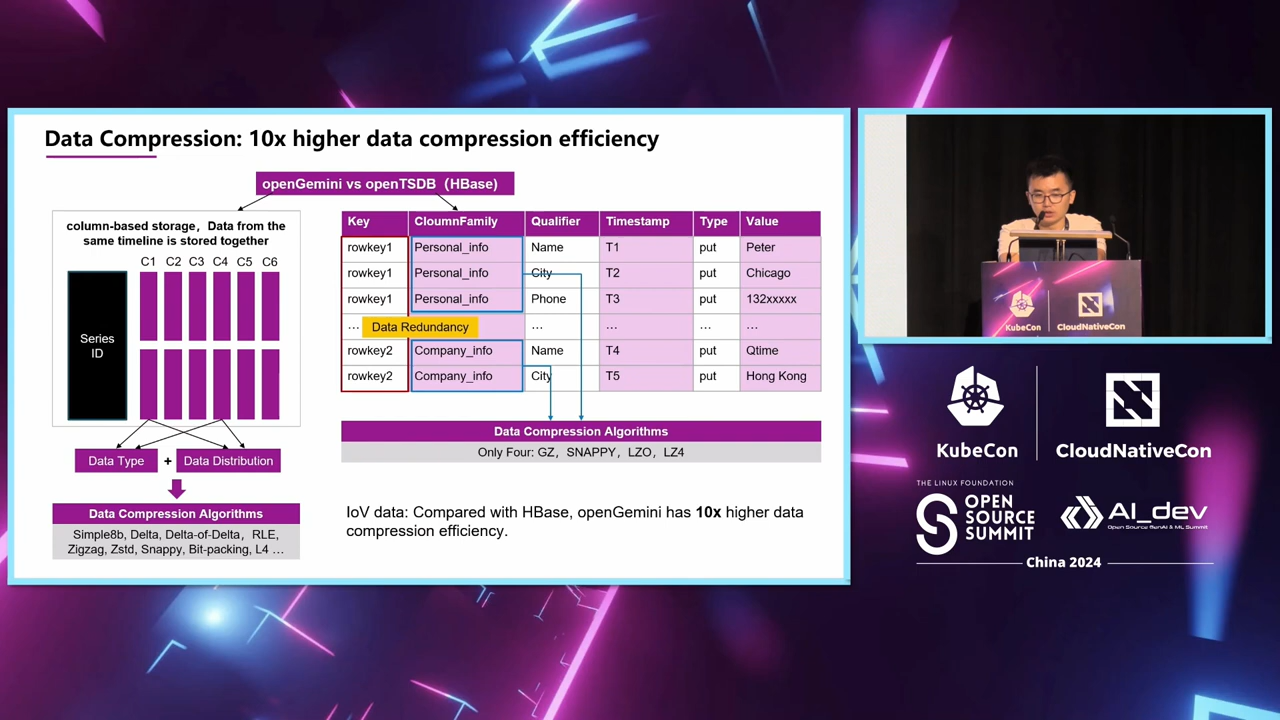 Data Compression: 10x higher data compression efficiency
openGemini vs openTSDB（HBase）
column-based storage，Data from the
same timeline is stored together
C1 C2 C3 C4 C5 C6
Series
ID
Data Type + Data Distribution
Data Compression Algorithms
Simple8b, Delta, Delta-of-Delta，RLE,
Zigzag, Zstd, Snappy, Bit-packing, L4 …
Key CloumnFamily Qualifier Timestamp Type Value
rowkey1 Personal_info Name T1 put Peter
rowkey1 Personal_info City T2 put Chicago
rowkey1 Personal_info Phone T3 put 132xxxxx
… Data Redundancy … … … …
rowkey2 Company_info Name T4 put Qtime
rowkey2 Company_info City T5 put Hong Kong
Data Compression Algorithms
Only Four: GZ，SNAPPY，LZO，LZ4
IoV data: Compared with HBase, openGemini has 10x higher data
compression efficiency.
KubeCon CloudNativeCon
KubeCon CloudNativeCon
THE LINUX FOUNDATION
OPEN
SOURCE
SUMMIT
AI_dev
Open Source GenAI & ML Summit
China 2024